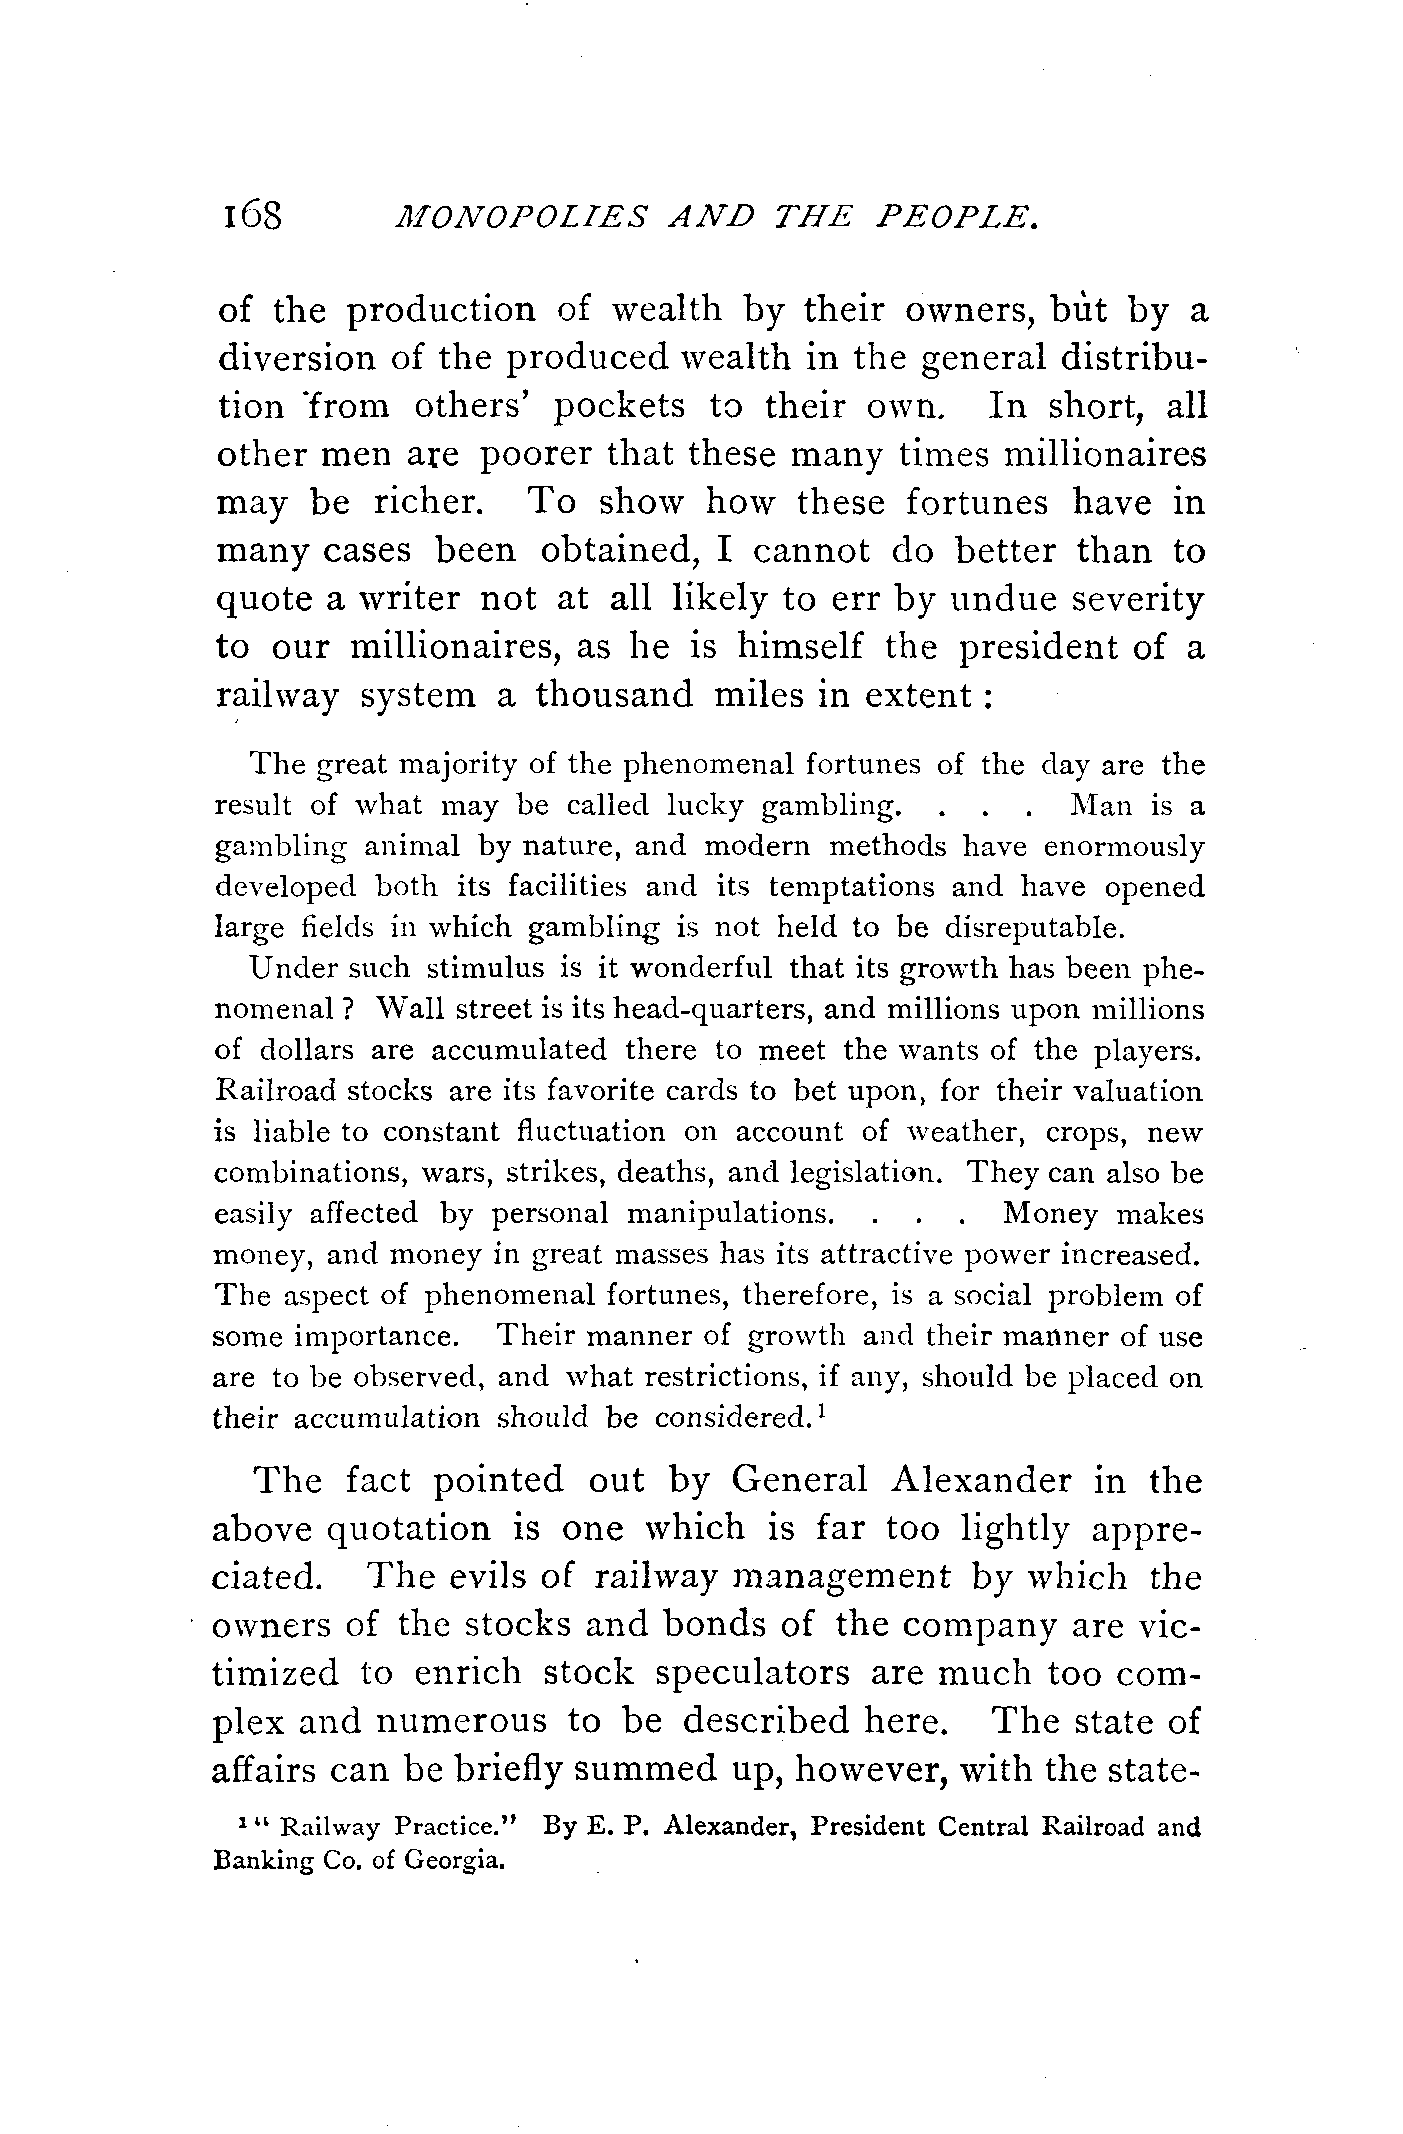 168 MONOPOLIES AND THE PEOPLE.
of the production of wealth by their owners, but by a
diversion of the produced wealth in the general distribu-
tion from others' pockets to their own. In short, all
other men are poorer that these many times millionaires
may be richer. To show how these fortunes have in
many cases been obtained, I cannot do better than to
quote a writer not at all likely to err by undue severity
to our millionaires, as he is himself the president of a
railway system a thousand miles in extent :
The great majority of the phenomenal fortunes of the day are the
result of what may be called lucky gambling. . . . Man is a
gambling animal by nature, and modern methods have enormously
developed both its facilities and its temptations and have opened
large fields in which gambling is not held to be disreputable.
Under such stimulus is it wonderful that its growth has been phe-
nomenal ? Wall street is its head-quarters, and millions upon millions
of dollars are accumulated there to meet the wants of the players.
Railroad stocks are its favorite cards to bet upon, for their valuation
is liable to constant fluctuation on account of weather, crops, new
combinations, wars, strikes, deaths, and legislation. They can also be
easily affected by personal manipulations. . . . Money makes
money, and money in great masses has its attractive power increased.
The aspect of phenomenal fortunes, therefore, is a social problem of
some importance. Their manner of growth and their manner of use
are to be observed, and what restrictions, if any, should be placed on
their accumulation should be considered.¹
The fact pointed out by General Alexander in the
above quotation is one which is far too lightly appre-
ciated. The evils of railway management by which the
owners of the stocks and bonds of the company are vic-
timized to enrich stock speculators are much too com-
plex and numerous to be described here. The state of
affairs can be briefly summed up, however, with the state-
¹ “ Railway Practice.” By E. P. Alexander, President Central Railroad and
Banking Co. of Georgia.